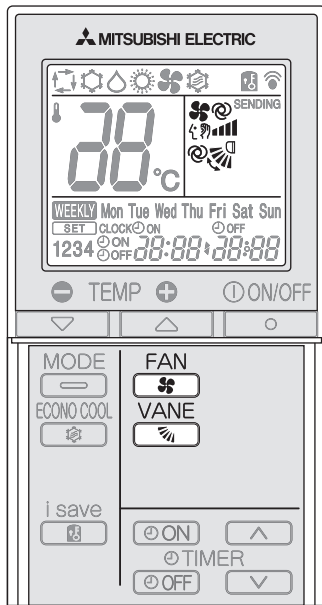 MITSUBISHI ELECTRIC
SENDING
88°C
WEEKLY Mon Tue Wed Thu Fri Sat Sun
SET CLOCK ON OFF
1234 ON OFF 88:88 88:88
TEMP ON/OFF
MODE FAN
ECONO COOL VANE
i save
ON
TIMER
OFF